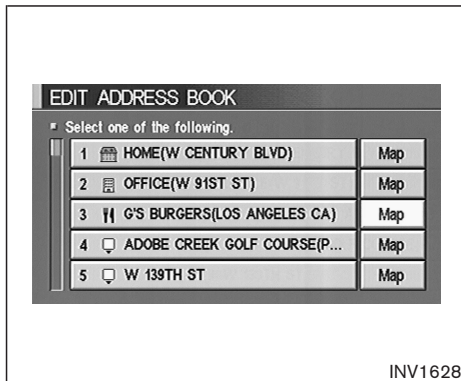 EDIT ADDRESS BOOK
Select one of the following.
1 HOME(W CENTURY BLVD) Map
2 OFFICE(W 91ST ST) Map
3 G'S BURGERS(LOS ANGELES CA) Map
4 ADOBE CREEK GOLF COURSE(P... Map
5 W 139TH ST Map
INV1628